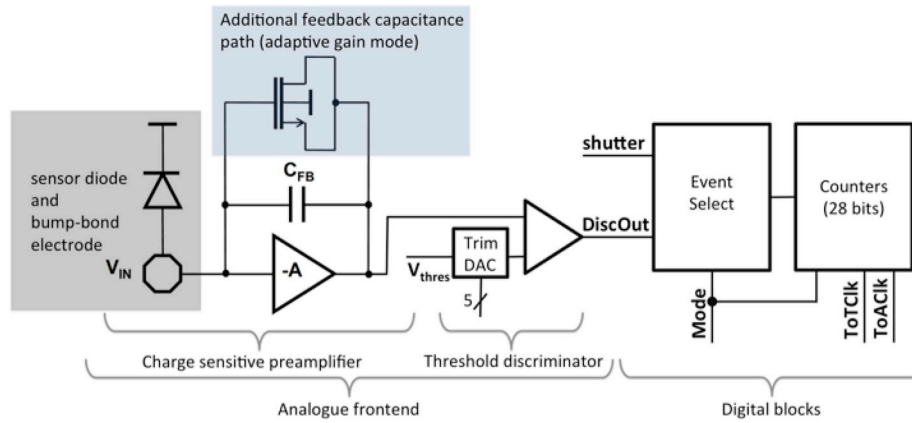 Additional feedback capacitance
path (adaptive gain mode)
sensor diode
and
bump-bond
electrode
V_IN
C_FB
-A
V_thres
Trim
DAC
5
DiscOut
shutter
Event
Select
Counters
(28 bits)
Mode
ToTClk
ToAClk
Charge sensitive preamplifier
Threshold discriminator
Analogue frontend
Digital blocks